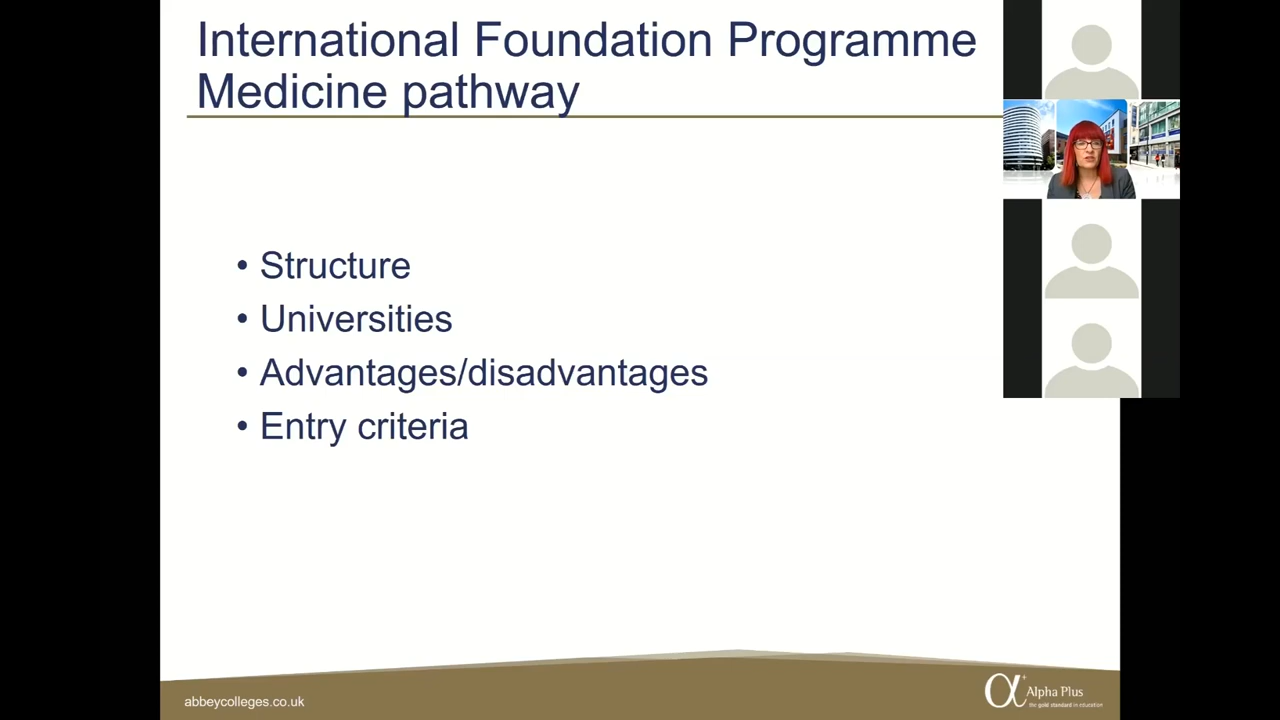 International Foundation Programme
Medicine pathway
• Structure
• Universities
• Advantages/disadvantages
• Entry criteria
abbeycolleges.co.uk
α+ Alpha Plus
the gold standard in education